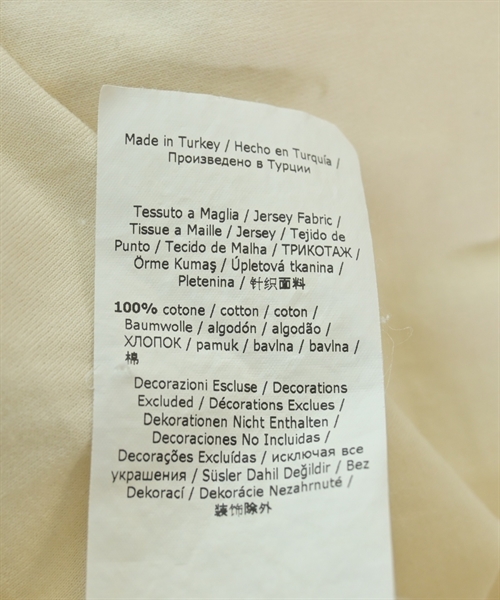 Made in Turkey / Hecho en Turquía /
Произведено в Турции
Tessuto a Maglia / Jersey Fabric /
Tissue a Maille / Jersey / Tejido de
Punto / Tecido de Malha / ТРИКОТАЖ /
Örme Kumaş / Úpletová tkanina /
Pletenina / 针织面料
100% cotone / cotton / coton /
Baumwolle / algodón / algodão /
ХЛОПОК / pamuk / bavlna / bavlna /
棉
Decorazioni Escluse / Decorations
Excluded / Décorations Exclues /
Dekorationen Nicht Enthalten /
Decoraciones No Incluidas /
Decorações Excluídas / исключая все
украшения / Süsler Dahil Değildir / Bez
Dekorací / Dekorácie Nezahrnuté /
装饰除外